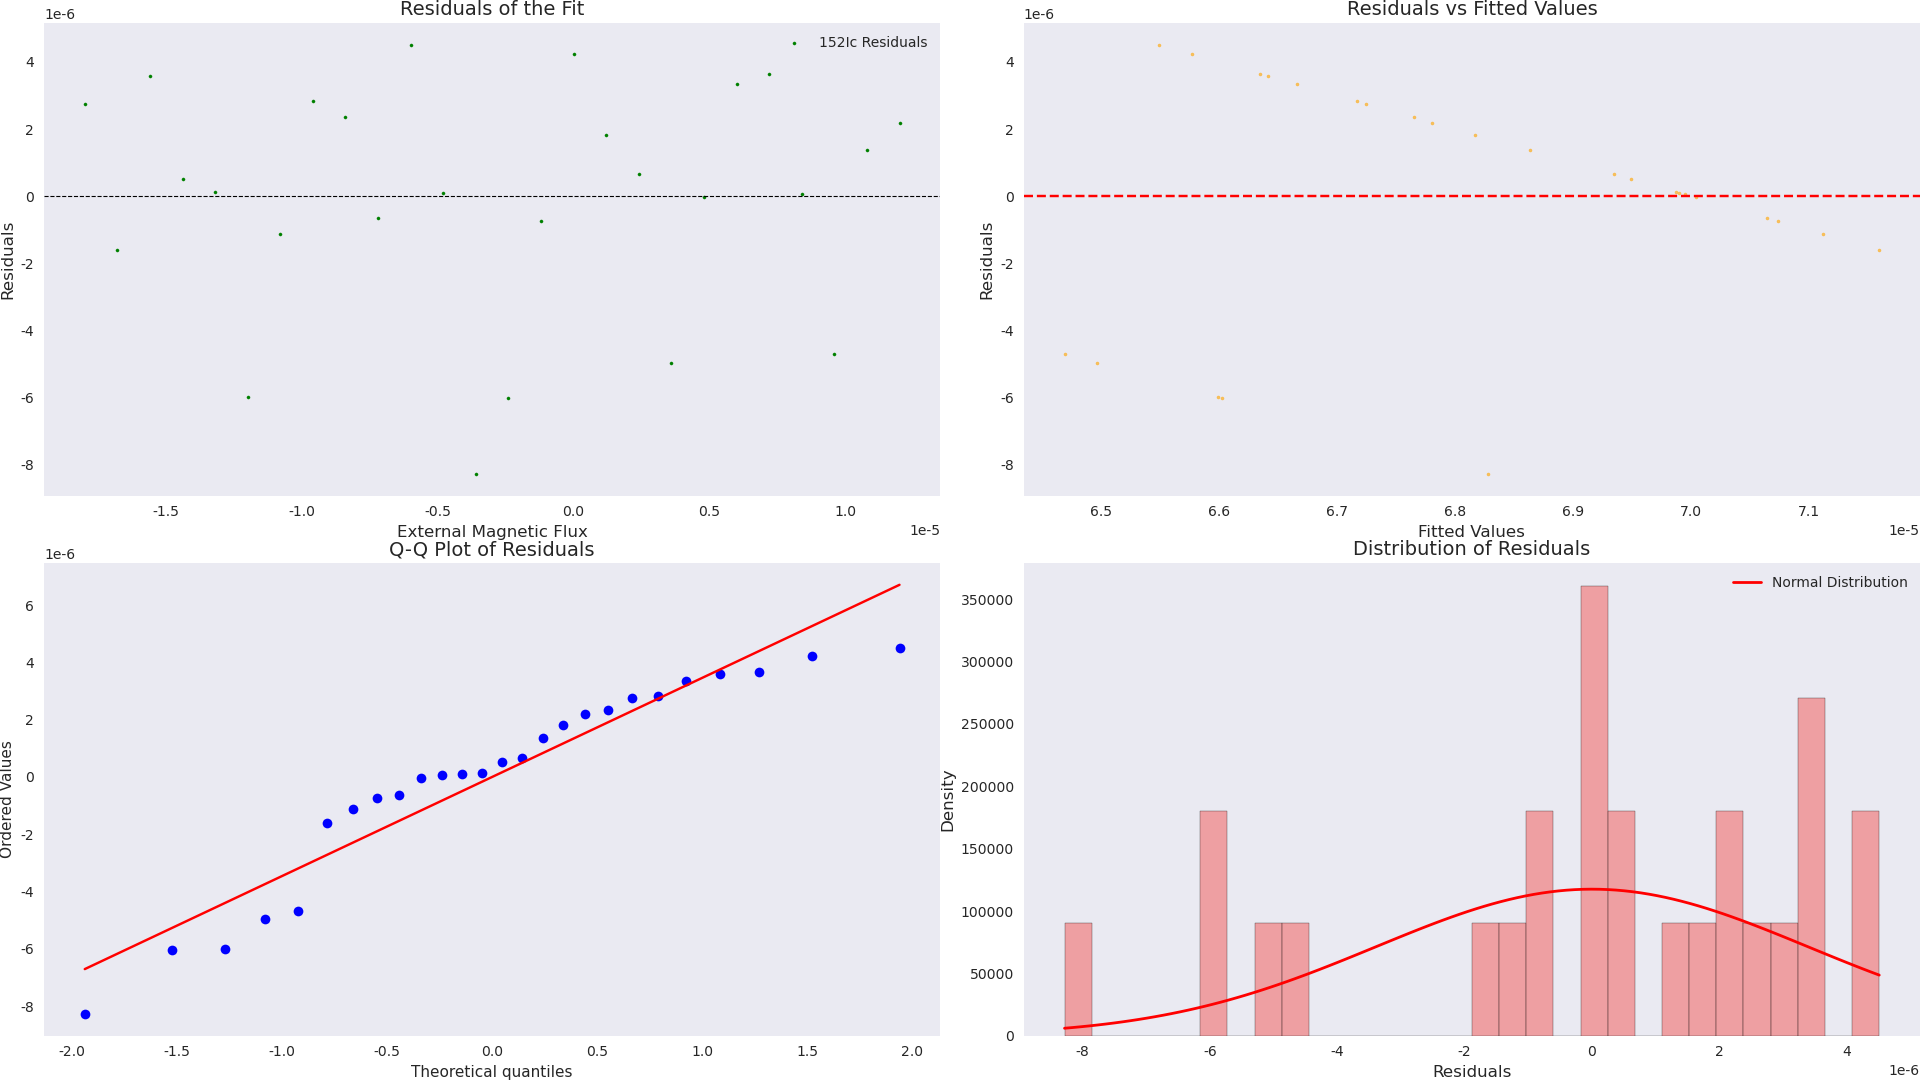 Residuals of the Fit
1e-6
152Ic Residuals
4
2
0
-2
-4
-6
-8
Residuals
-1.5 -1.0 -0.5 0.0 0.5 1.0
1e-5
External Magnetic Flux
Residuals vs Fitted Values
1e-6
4
2
0
-2
-4
-6
-8
Residuals
6.5 6.6 6.7 6.8 6.9 7.0 7.1
1e-5
Fitted Values
Q-Q Plot of Residuals
1e-6
6
4
2
0
-2
-4
-6
-8
Ordered Values
-2.0 -1.5 -1.0 -0.5 0.0 0.5 1.0 1.5 2.0
Theoretical quantiles
Distribution of Residuals
Normal Distribution
350000
300000
250000
200000
150000
100000
50000
0
Density
-8 -6 -4 -2 0 2 4
1e-6
Residuals